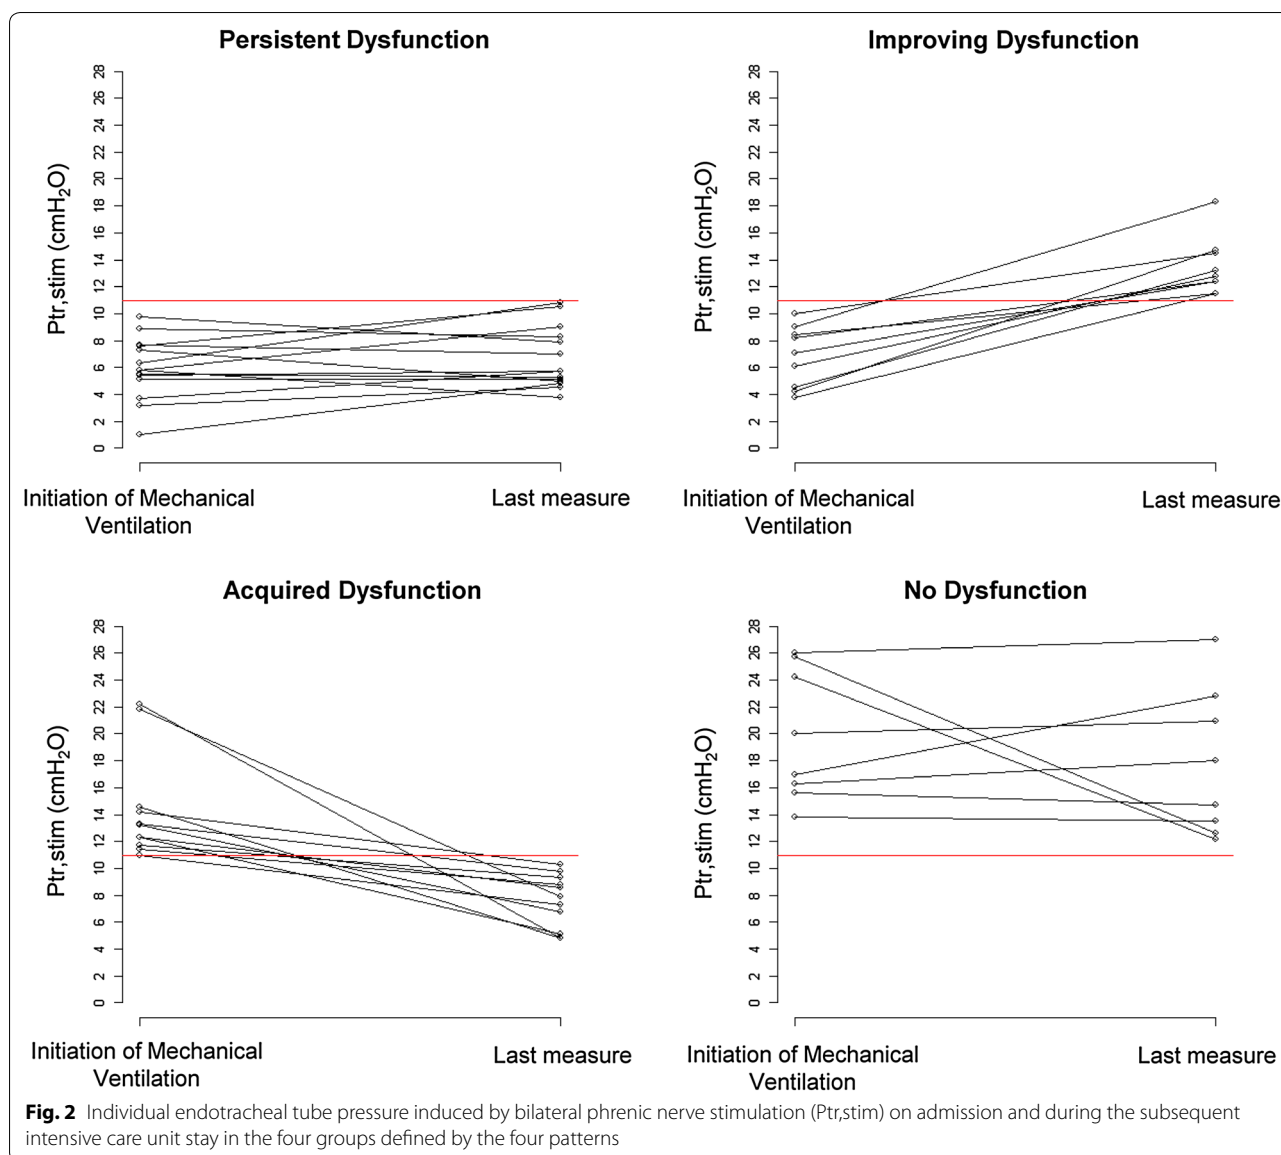 Persistent Dysfunction
Ptr,stim (cmH2O)
28
26
24
22
20
18
16
14
12
10
8
6
4
2
0
Initiation of Mechanical
Ventilation
Last measure
Improving Dysfunction
Ptr,stim (cmH2O)
28
26
24
22
20
18
16
14
12
10
8
6
4
2
0
Initiation of Mechanical
Ventilation
Last measure
Acquired Dysfunction
Ptr,stim (cmH2O)
28
26
24
22
20
18
16
14
12
10
8
6
4
2
0
Initiation of Mechanical
Ventilation
Last measure
No Dysfunction
Ptr,stim (cmH2O)
28
26
24
22
20
18
16
14
12
10
8
6
4
2
0
Initiation of Mechanical
Ventilation
Last measure
Fig. 2 Individual endotracheal tube pressure induced by bilateral phrenic nerve stimulation (Ptr,stim) on admission and during the subsequent
intensive care unit stay in the four groups defined by the four patterns